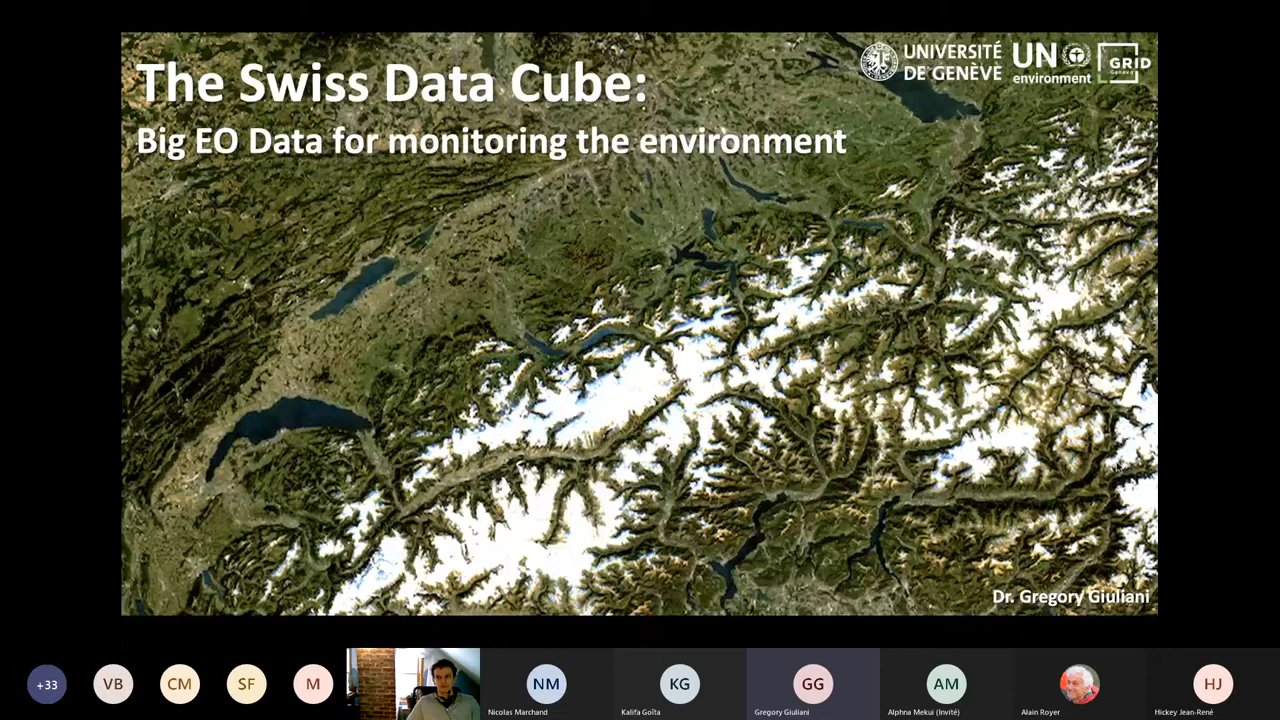 The Swiss Data Cube:
Big EO Data for monitoring the environment
UNIVERSITÉ
DE GENÈVE
UN
environment
GRID
Geneva
Dr. Gregory Giuliani
+33
VB
CM
SF
M
NM
KG
GG
AM
HJ
Nicolas Marchand
Kalifa Goïta
Gregory Giuliani
Alphna Mekui (Invité)
Alain Royer
Hickey Jean-René